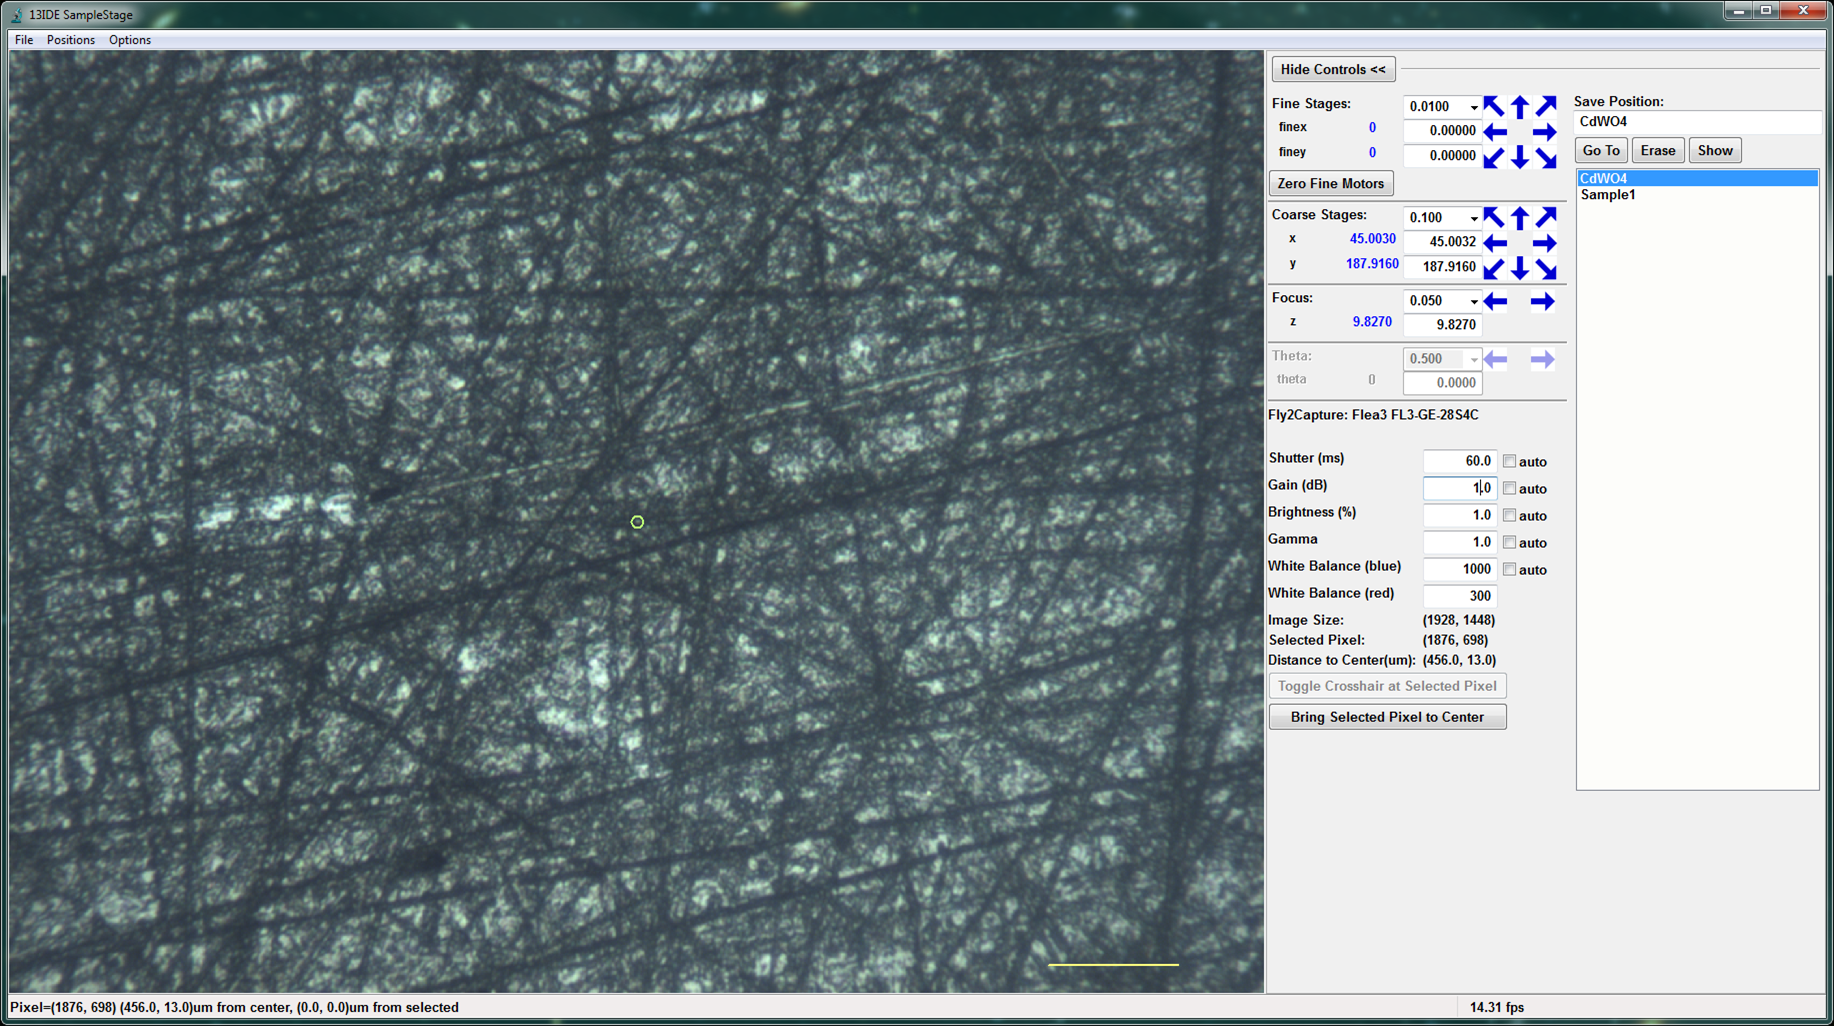 13IDE SampleStage
File Positions Options
Hide Controls <<
Fine Stages: 0.0100
finex 0 0.00000
finey 0 0.00000
Zero Fine Motors
Coarse Stages: 0.100
x 45.0030 45.0032
y 187.9160 187.9160
Focus: 0.050
z 9.8270 9.8270
Theta: 0.500
theta 0 0.0000
Fly2Capture: Flea3 FL3-GE-28S4C
Shutter (ms) 60.0 auto
Gain (dB) 1.0 auto
Brightness (%) 1.0 auto
Gamma 1.0 auto
White Balance (blue) 1000 auto
White Balance (red) 300
Image Size: (1928, 1448)
Selected Pixel: (1876, 698)
Distance to Center(um): (456.0, 13.0)
Toggle Crosshair at Selected Pixel
Bring Selected Pixel to Center
Save Position:
CdWO4
Go To Erase Show
CdWO4
Sample1
Pixel=(1876, 698) (456.0, 13.0)um from center, (0.0, 0.0)um from selected
14.31 fps